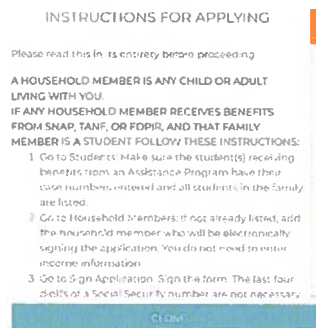 INSTRUCTIONS FOR APPLYING
Please read this in its entirety before proceeding
A HOUSEHOLD MEMBER IS ANY CHILD OR ADULT
LIVING WITH YOU.
IF ANY HOUSEHOLD MEMBER RECEIVES BENEFITS
FROM SNAP, TANF, OR FDPIR, AND THAT FAMILY
MEMBER IS A STUDENT FOLLOW THESE INSTRUCTIONS:
1 Go to Students: Make sure the student(s) receiving
benefits from an Assistance Program have their
case numbers entered and all students in the family
are listed.
2 Go to Household Members: If not already listed, add
the household member who will be electronically
signing the application. You do not need to enter
income information
3 Go to Sign Application. Sign the form. The last four
digits of a Social Security number are not necessary
CLOSE